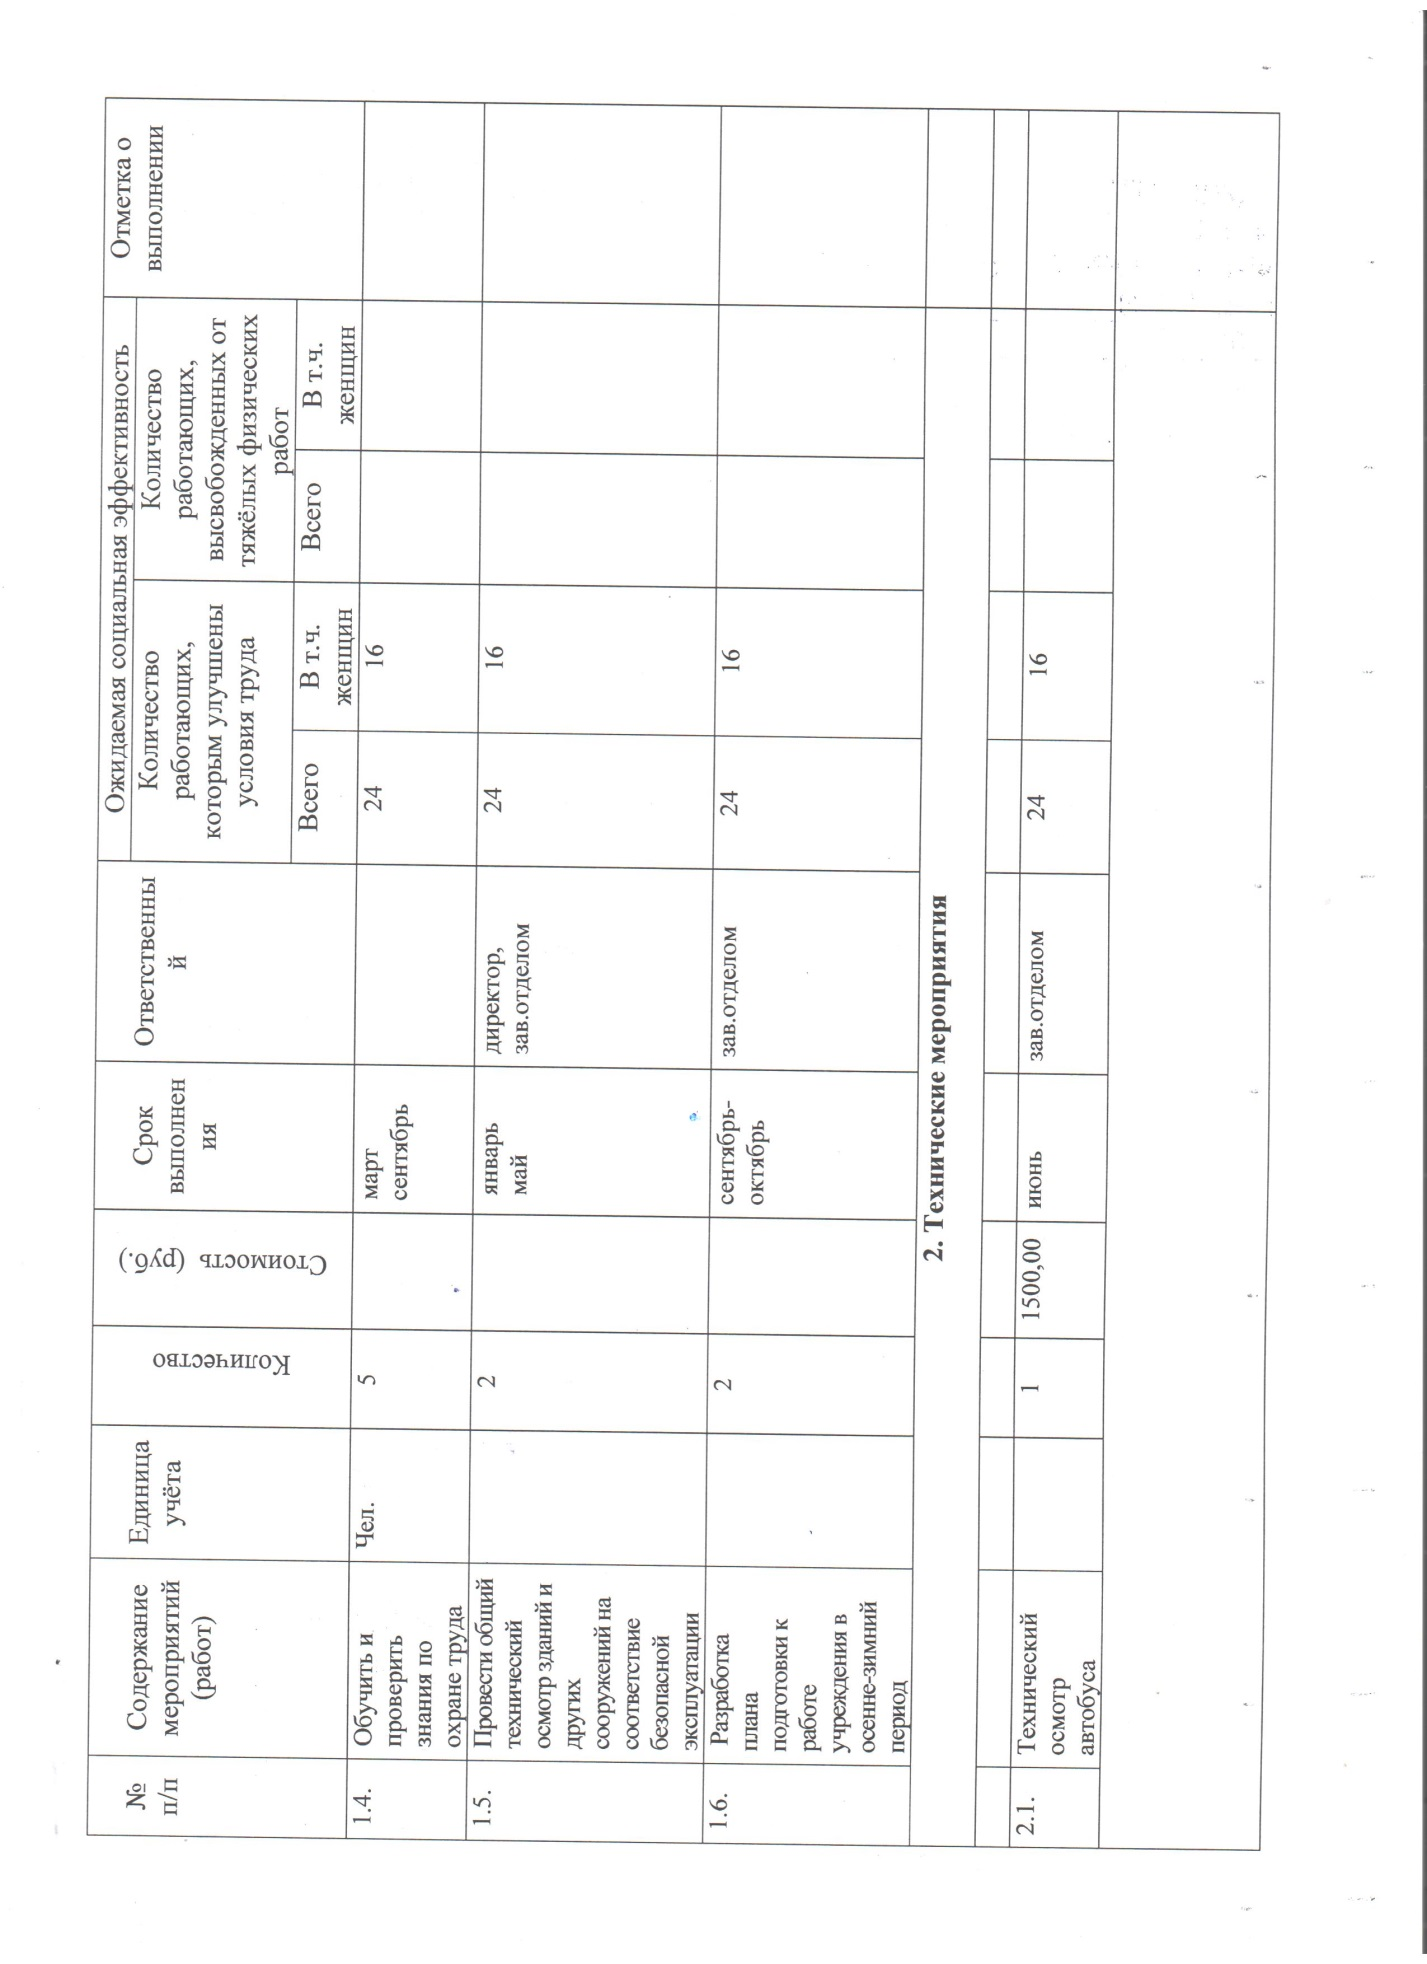 №
п/п
Содержание
мероприятий
(работ)
Единица
учёта
Количество
Стоимость (руб.)
Срок
выполнен
ия
Ответственны
й
Ожидаемая социальная эффективность
Количество
работающих,
которым улучшены
условия труда
Количество
работающих,
высвобожденных от
тяжёлых физических
работ
Всего
В т.ч.
женщин
Всего
В т.ч.
женщин
Отметка о
выполнении
1.4.
Обучить и
проверить
знания по
охране труда
Чел.
5
март
сентябрь
24
16
1.5.
Провести общий
технический
осмотр зданий и
других
сооружений на
соответствие
безопасной
эксплуатации
2
январь
май
директор,
зав.отделом
24
16
1.6.
Разработка
плана
подготовки к
работе
учреждения в
осенне-зимний
период
2
сентябрь-
октябрь
зав.отделом
24
16
2. Технические мероприятия
2.1.
Технический
осмотр
автобуса
1
1500,00
июнь
зав.отделом
24
16